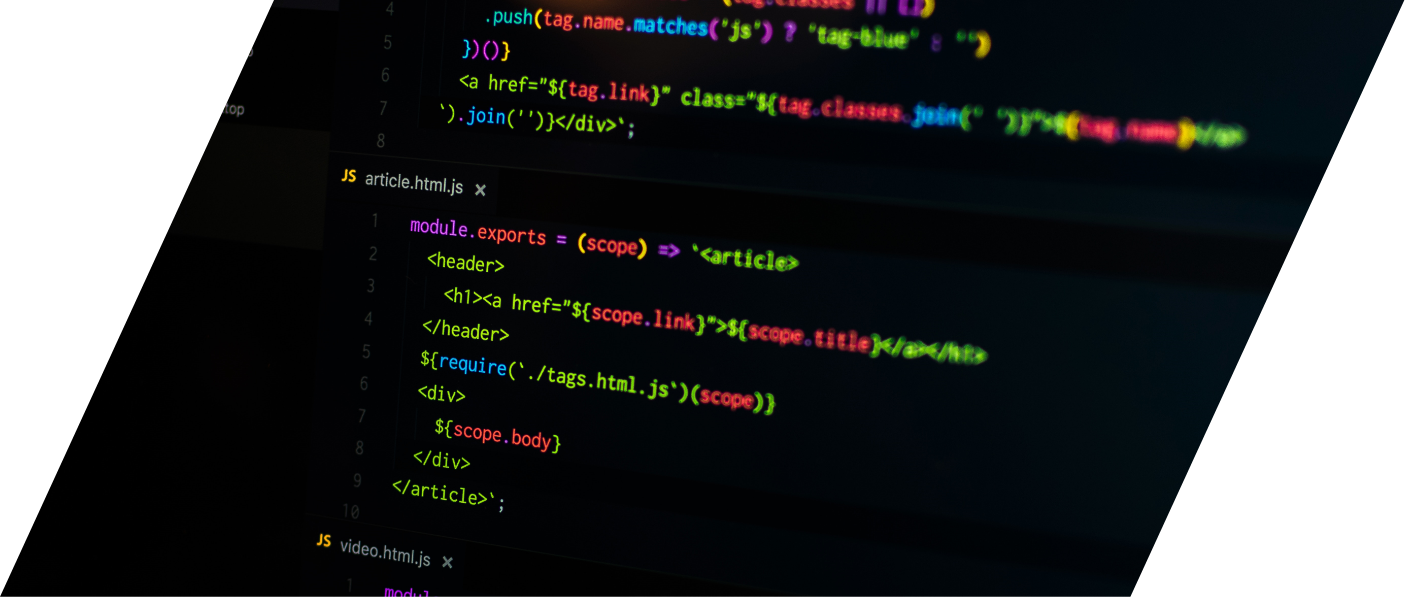 4
.push(tag.name.matches('js') ? 'tag-blue' : '')
5
})()}
6
<a href="${tag.link}" class="${tag.classes.join(' ')}">${tag.name}</a>
7
`).join('')}</div>`;
8
top
JS article.html.js ×
1 module.exports = (scope) => `<article>
2 <header>
3 <h1><a href="${scope.link}">${scope.title}</a></h1>
4 </header>
5 ${require(`./tags.html.js`)(scope)}
6 <div>
7 ${scope.body}
8 </div>
9 </article>`;
10
JS video.html.js ×
1 modul